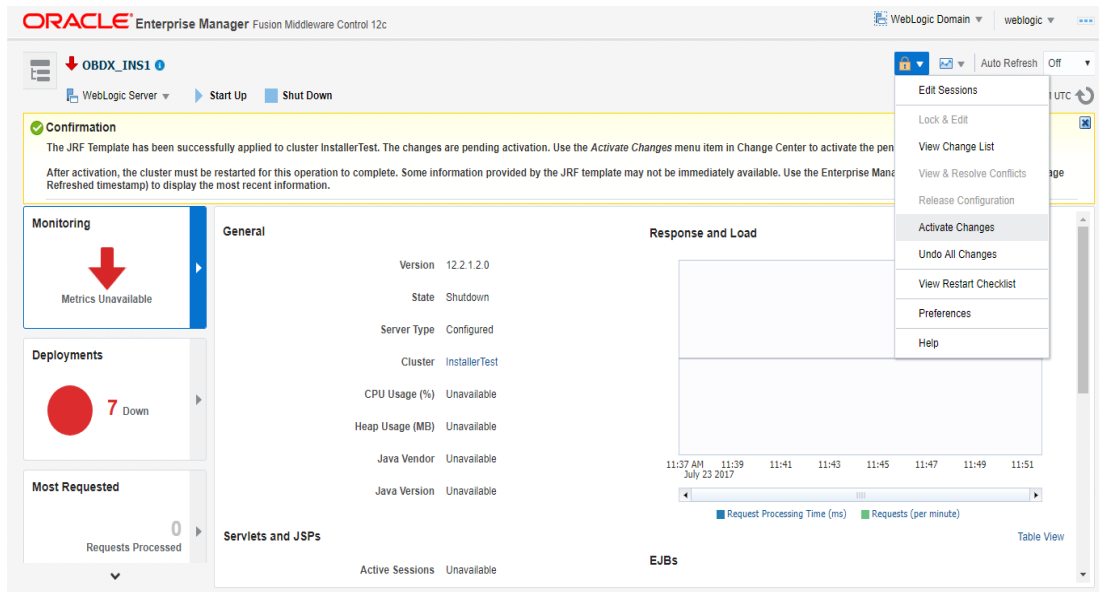 ORACLE Enterprise Manager Fusion Middleware Control 12c
WebLogic Domain
weblogic
OBDX_INS1
Auto Refresh Off
WebLogic Server
Start Up
Shut Down
UTC
Edit Sessions
Lock & Edit
View Change List
View & Resolve Conflicts
Release Configuration
Activate Changes
Undo All Changes
View Restart Checklist
Preferences
Help
Confirmation
The JRF Template has been successfully applied to cluster InstallerTest. The changes are pending activation. Use the Activate Changes menu item in Change Center to activate the pen
After activation, the cluster must be restarted for this operation to complete. Some information provided by the JRF template may not be immediately available. Use the Enterprise Mana
age
Refreshed timestamp) to display the most recent information.
Monitoring
Metrics Unavailable
Deployments
7 Down
Most Requested
0
Requests Processed
General
Version 12.2.1.2.0
State Shutdown
Server Type Configured
Cluster InstallerTest
CPU Usage (%) Unavailable
Heap Usage (MB) Unavailable
Java Vendor Unavailable
Java Version Unavailable
Servlets and JSPs
Active Sessions Unavailable
Response and Load
11:37 AM 11:39 11:41 11:43 11:45 11:47 11:49 11:51
July 23 2017
Request Processing Time (ms) Requests (per minute)
Table View
EJBs